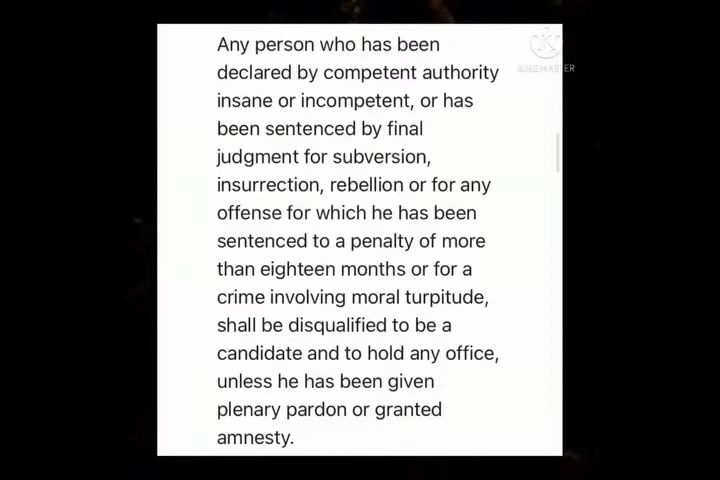 Any person who has been
declared by competent authority
insane or incompetent, or has
been sentenced by final
judgment for subversion,
insurrection, rebellion or for any
offense for which he has been
sentenced to a penalty of more
than eighteen months or for a
crime involving moral turpitude,
shall be disqualified to be a
candidate and to hold any office,
unless he has been given
plenary pardon or granted
amnesty.
KINEMASTER